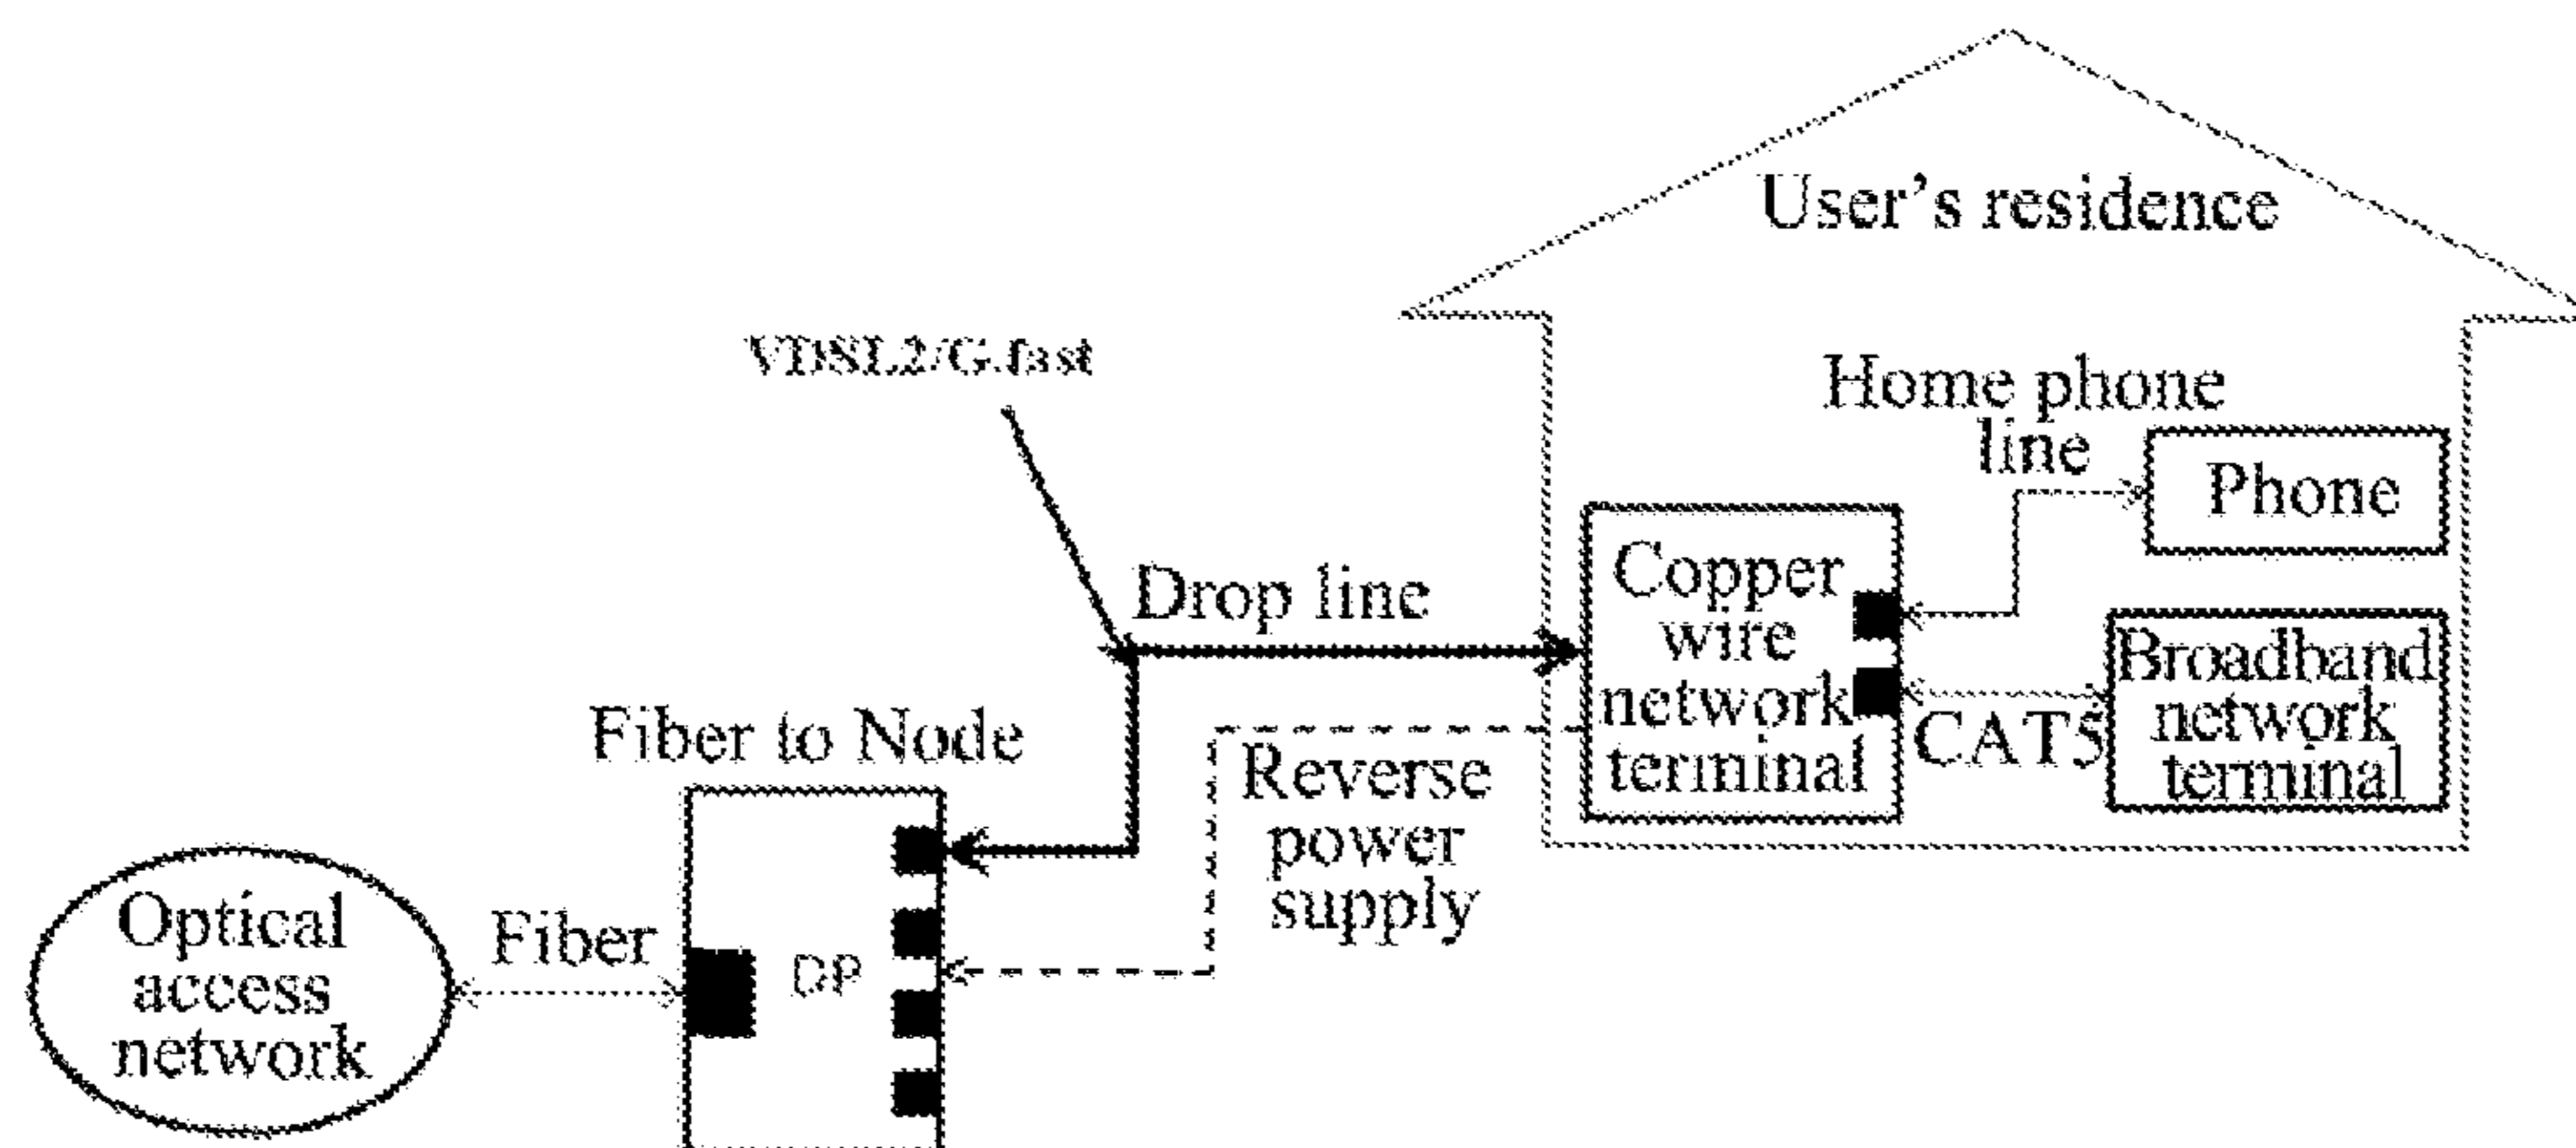 User's residence
VDSL2/G.fast
Home phone
line
Phone
Drop line
Copper
wire
network
terminal
Broadband
network
terminal
CAT5
Fiber to Node
Reverse
power
supply
Optical
access
network
Fiber
DP